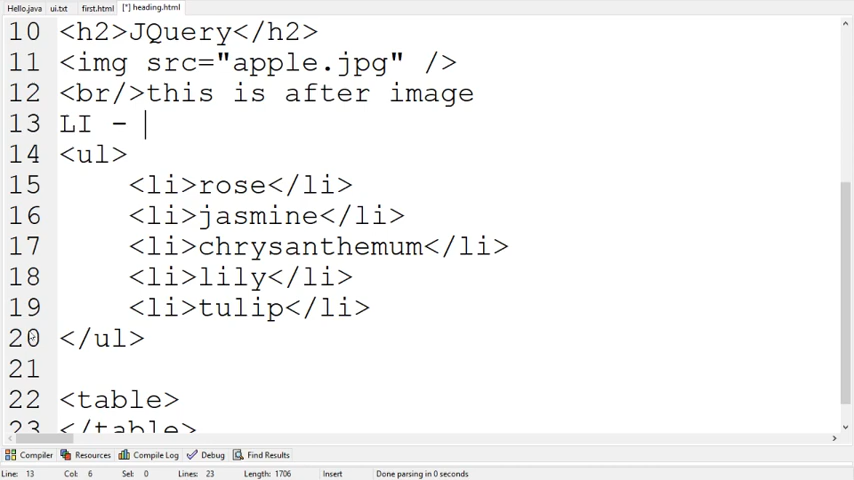 Hello.java ui.txt first.html [*] heading.html
10 <h2>JQuery</h2>
11 <img src="apple.jpg" />
12 <br/>this is after image
13 LI -
14 <ul>
15 <li>rose</li>
16 <li>jasmine</li>
17 <li>chrysanthemum</li>
18 <li>lily</li>
19 <li>tulip</li>
20 </ul>
21
22 <table>
23 </table>
Compiler Resources Compile Log Debug Find Results
Line: 13 Col: 6 Sel: 0 Lines: 23 Length: 1706 Insert Done parsing in 0 seconds